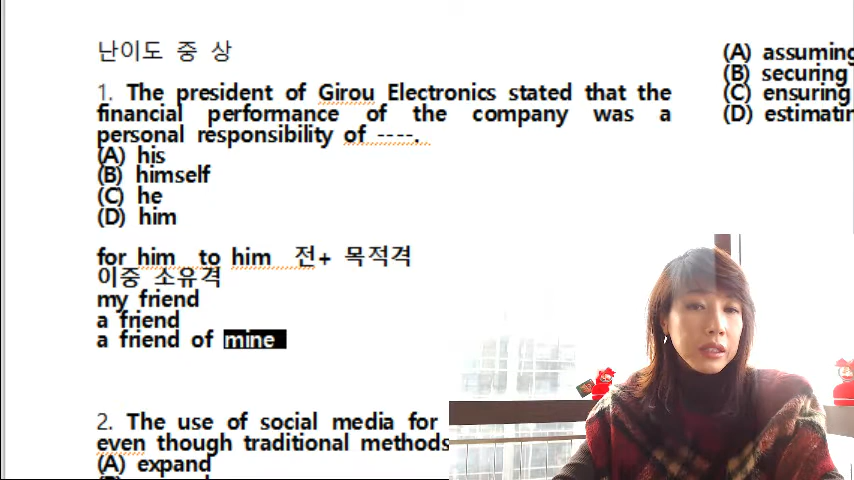 난이도 중 상
1. The president of Girou Electronics stated that the
financial performance of the company was a
personal responsibility of ----.
(A) his
(B) himself
(C) he
(D) him
for him to him 전+ 목적격
이중 소유격
my friend
a friend
a friend of mine
2. The use of social media for
even though traditional methods
(A) expand
(A) assuming
(B) securing
(C) ensuring
(D)